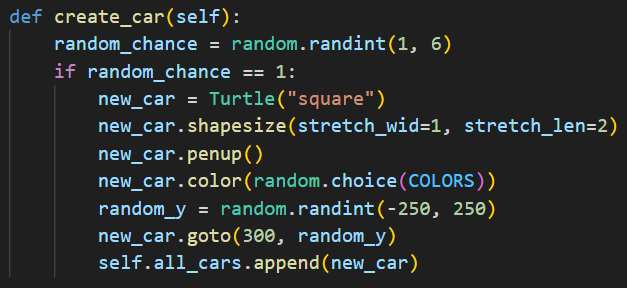 def create_car(self):
    random_chance = random.randint(1, 6)
    if random_chance == 1:
        new_car = Turtle("square")
        new_car.shapesize(stretch_wid=1, stretch_len=2)
        new_car.penup()
        new_car.color(random.choice(COLORS))
        random_y = random.randint(-250, 250)
        new_car.goto(300, random_y)
        self.all_cars.append(new_car)